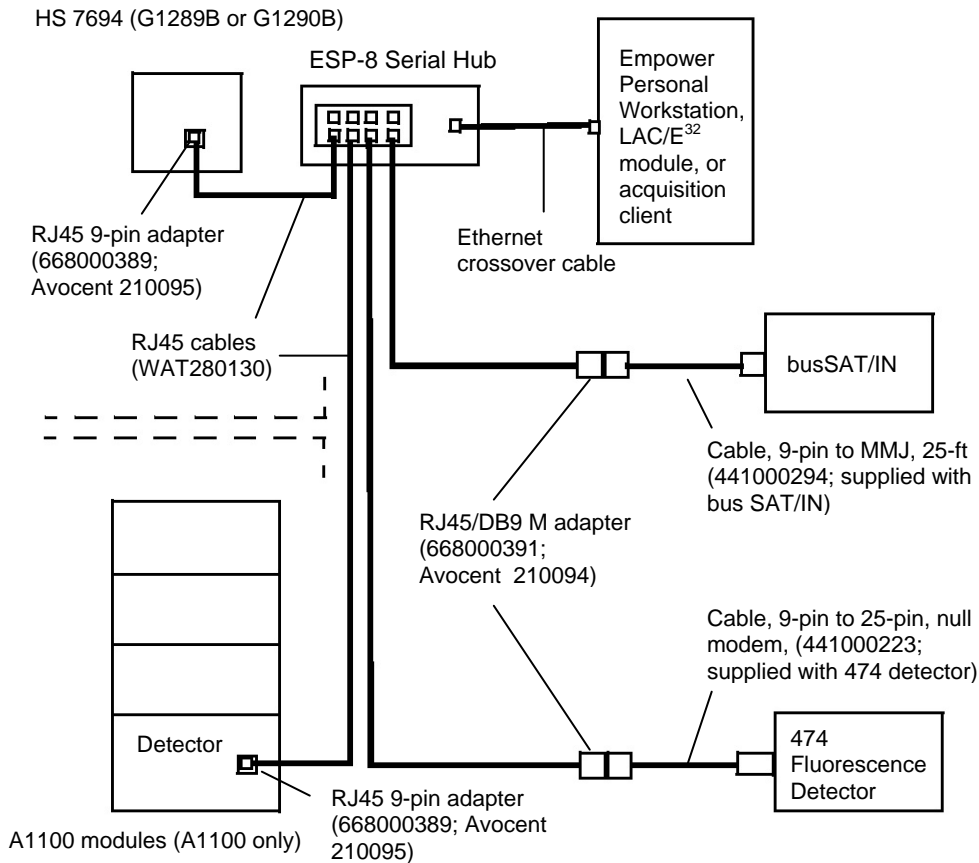 HS 7694 (G1289B or G1290B)
ESP-8 Serial Hub
Empower
Personal
Workstation,
LAC/E32
module, or
acquisition
client
RJ45 9-pin adapter
(668000389;
Avocent 210095)
Ethernet
crossover cable
RJ45 cables
(WAT280130)
busSAT/IN
Cable, 9-pin to MMJ, 25-ft
(441000294; supplied with
bus SAT/IN)
RJ45/DB9 M adapter
(668000391;
Avocent 210094)
Cable, 9-pin to 25-pin, null
modem, (441000223;
supplied with 474 detector)
Detector
474
Fluorescence
Detector
RJ45 9-pin adapter
(668000389; Avocent
210095)
A1100 modules (A1100 only)